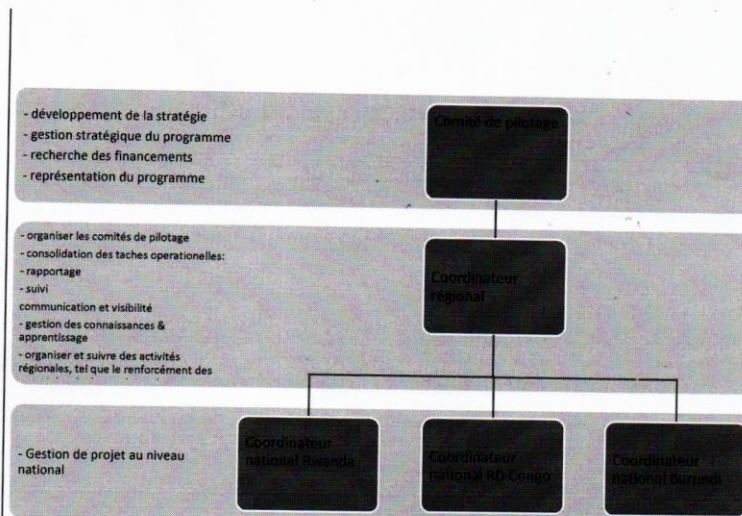 - développement de la stratégie
- gestion stratégique du programme
- recherche des financements
- représentation du programme
Comité de pilotage
- organiser les comités de pilotage
- consolidation des taches operationelles:
- rapportage
- suivi
communication et visibilité
- gestion des connaissances &
apprentissage
- organiser et suivre des activités
régionales, tel que le renforcément des
Coordinateur
régional
- Gestion de projet au niveau
national
Coordinateur
national Rwanda
Coordinateur
national RD Congo
Coordinateur
national Burundi